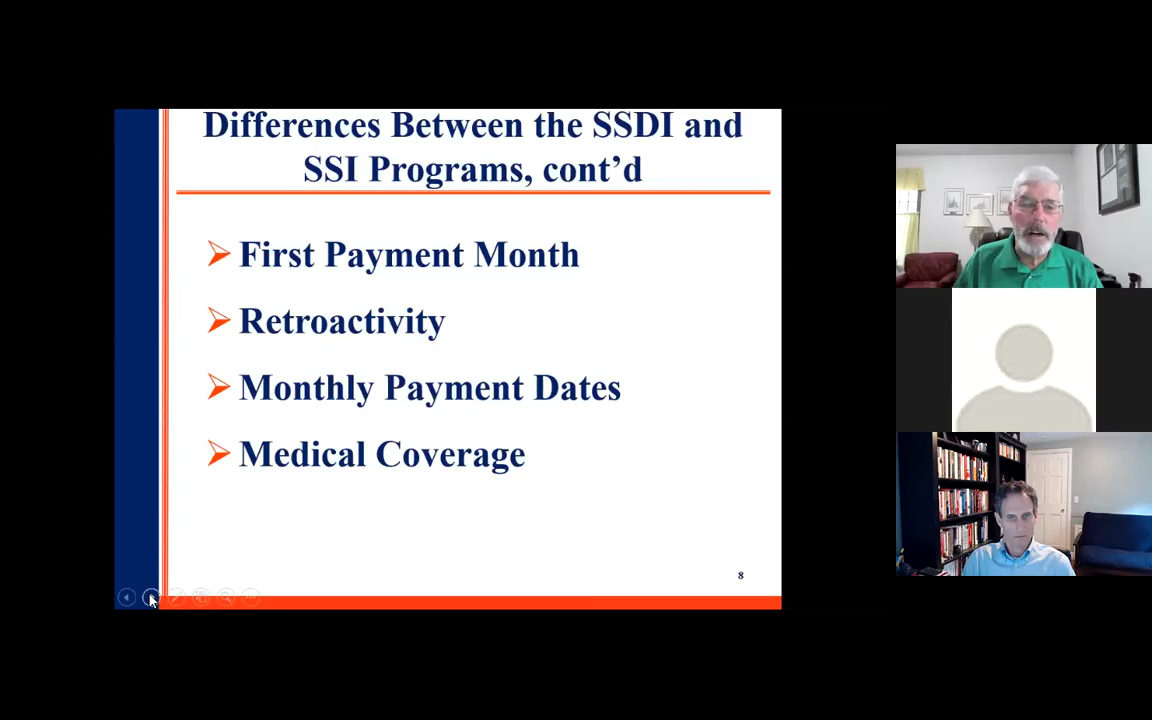 Differences Between the SSDI and
SSI Programs, cont’d
First Payment Month
Retroactivity
Monthly Payment Dates
Medical Coverage
8